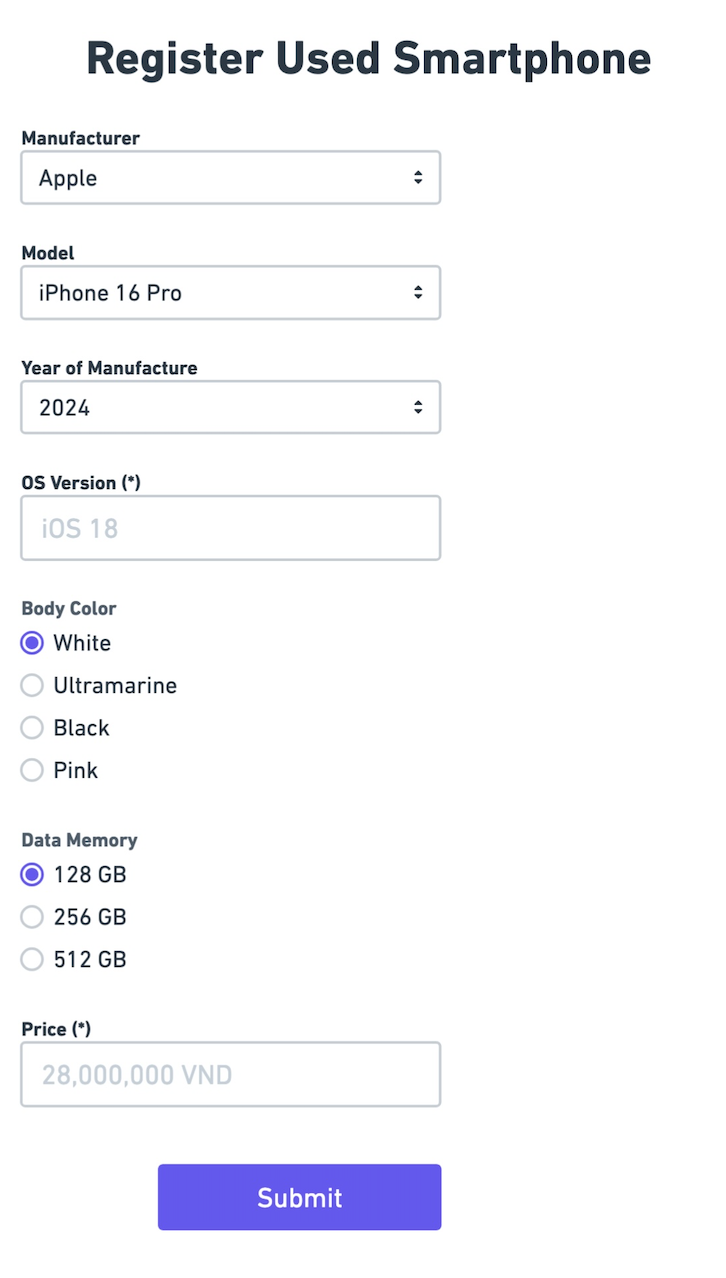 Register Used Smartphone
Manufacturer
Apple
Model
iPhone 16 Pro
Year of Manufacture
2024
OS Version (*)
iOS 18
Body Color
White
Ultramarine
Black
Pink
Data Memory
128 GB
256 GB
512 GB
Price (*)
28,000,000 VND
Submit